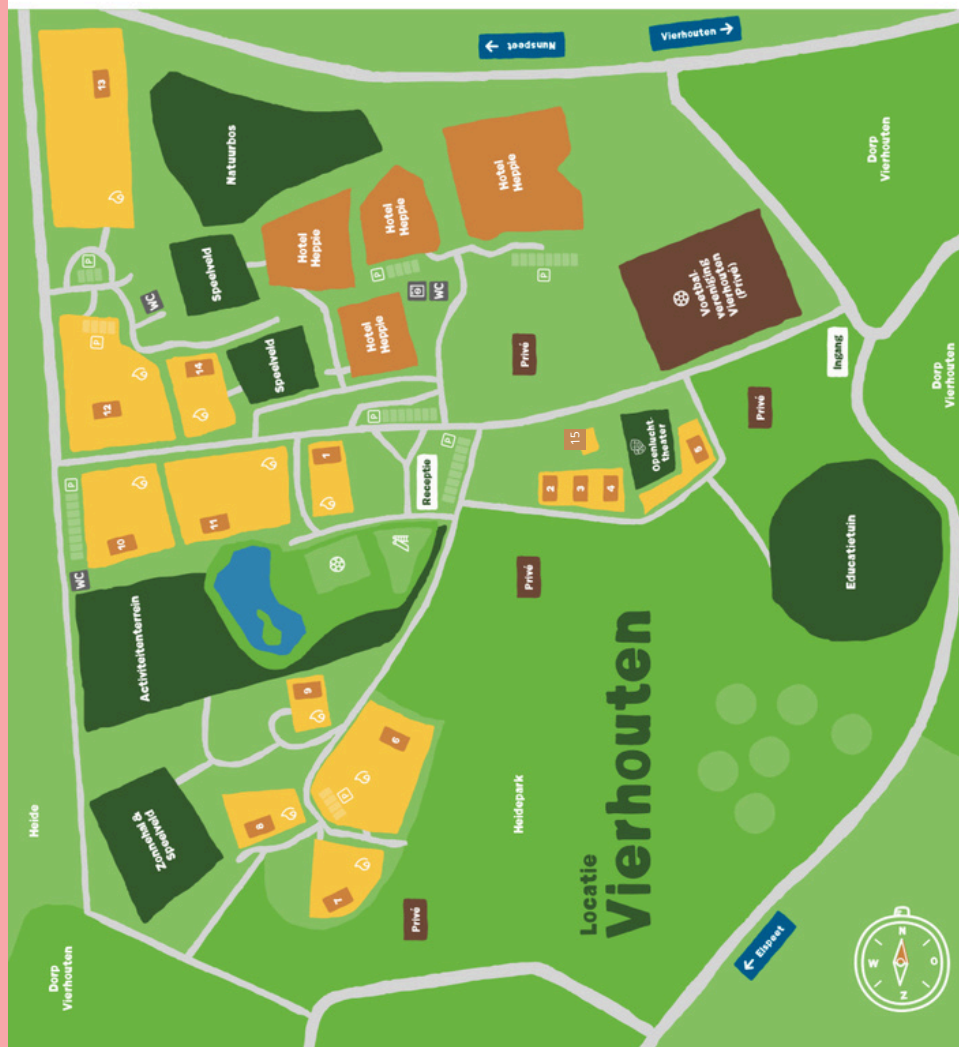 Nunspeet
Vierhouten
13
Natuurbos
Dorp
Vierhouten
Hotel
Heppie
Hotel
Heppie
Hotel
Heppie
Speelveld
P
P
P
WC
WC
Voetbal-
vereniging
Vierhouten
Vierhouten
(Privé)
Hotel
Heppie
P
Privé
Ingang
Speelveld
14
12
Dorp
Vierhouten
Privé
P
P
15
Openlucht-
theater
5
1
Receptie
2
3
4
P
10
11
WC
Privé
Educatietuin
Activiteitenterrein
9
6
Heide
Zonnehal &
Speelveld
8
P
Heidepark
Locatie
Vierhouten
7
Privé
Elspeet
Dorp
Vierhouten
N
W
O
Z